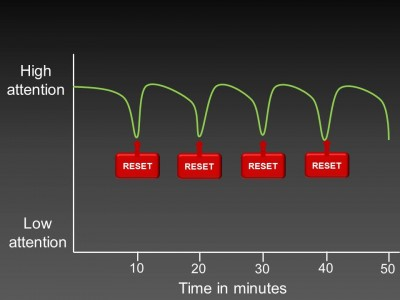 High
attention
RESET RESET RESET RESET
Low
attention
10 20 30 40 50
Time in minutes